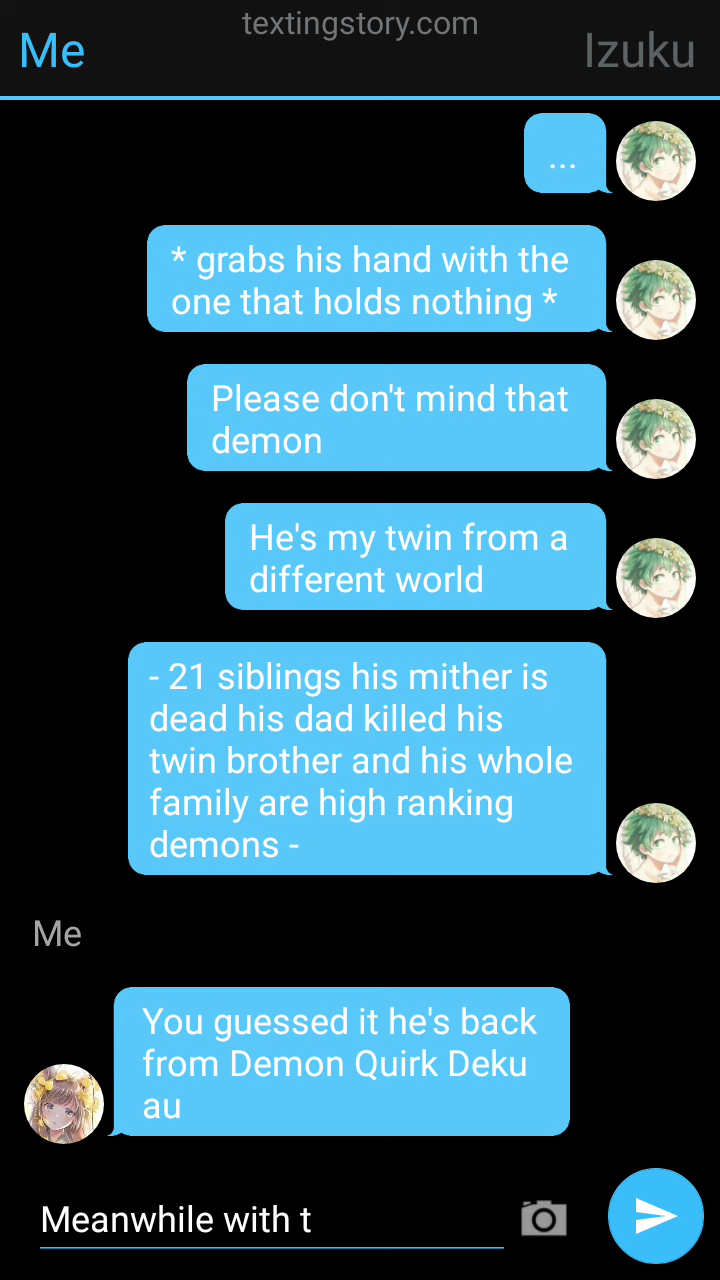 textingstory.com
Me
Izuku
...
* grabs his hand with the
one that holds nothing *
Please don't mind that
demon
He's my twin from a
different world
- 21 siblings his mither is
dead his dad killed his
twin brother and his whole
family are high ranking
demons -
Me
You guessed it he's back
from Demon Quirk Deku
au
Meanwhile with t